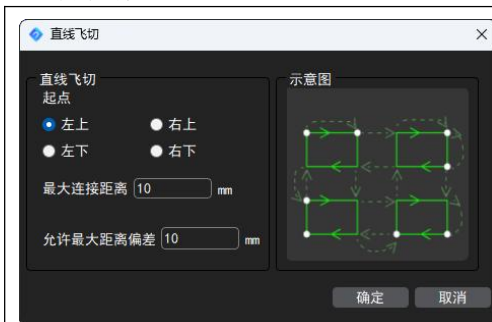 直线飞切
直线飞切
起点
左上 右上
左下 右下
最大连接距离 10 mm
允许最大距离偏差 10 mm
示意图
确定 取消